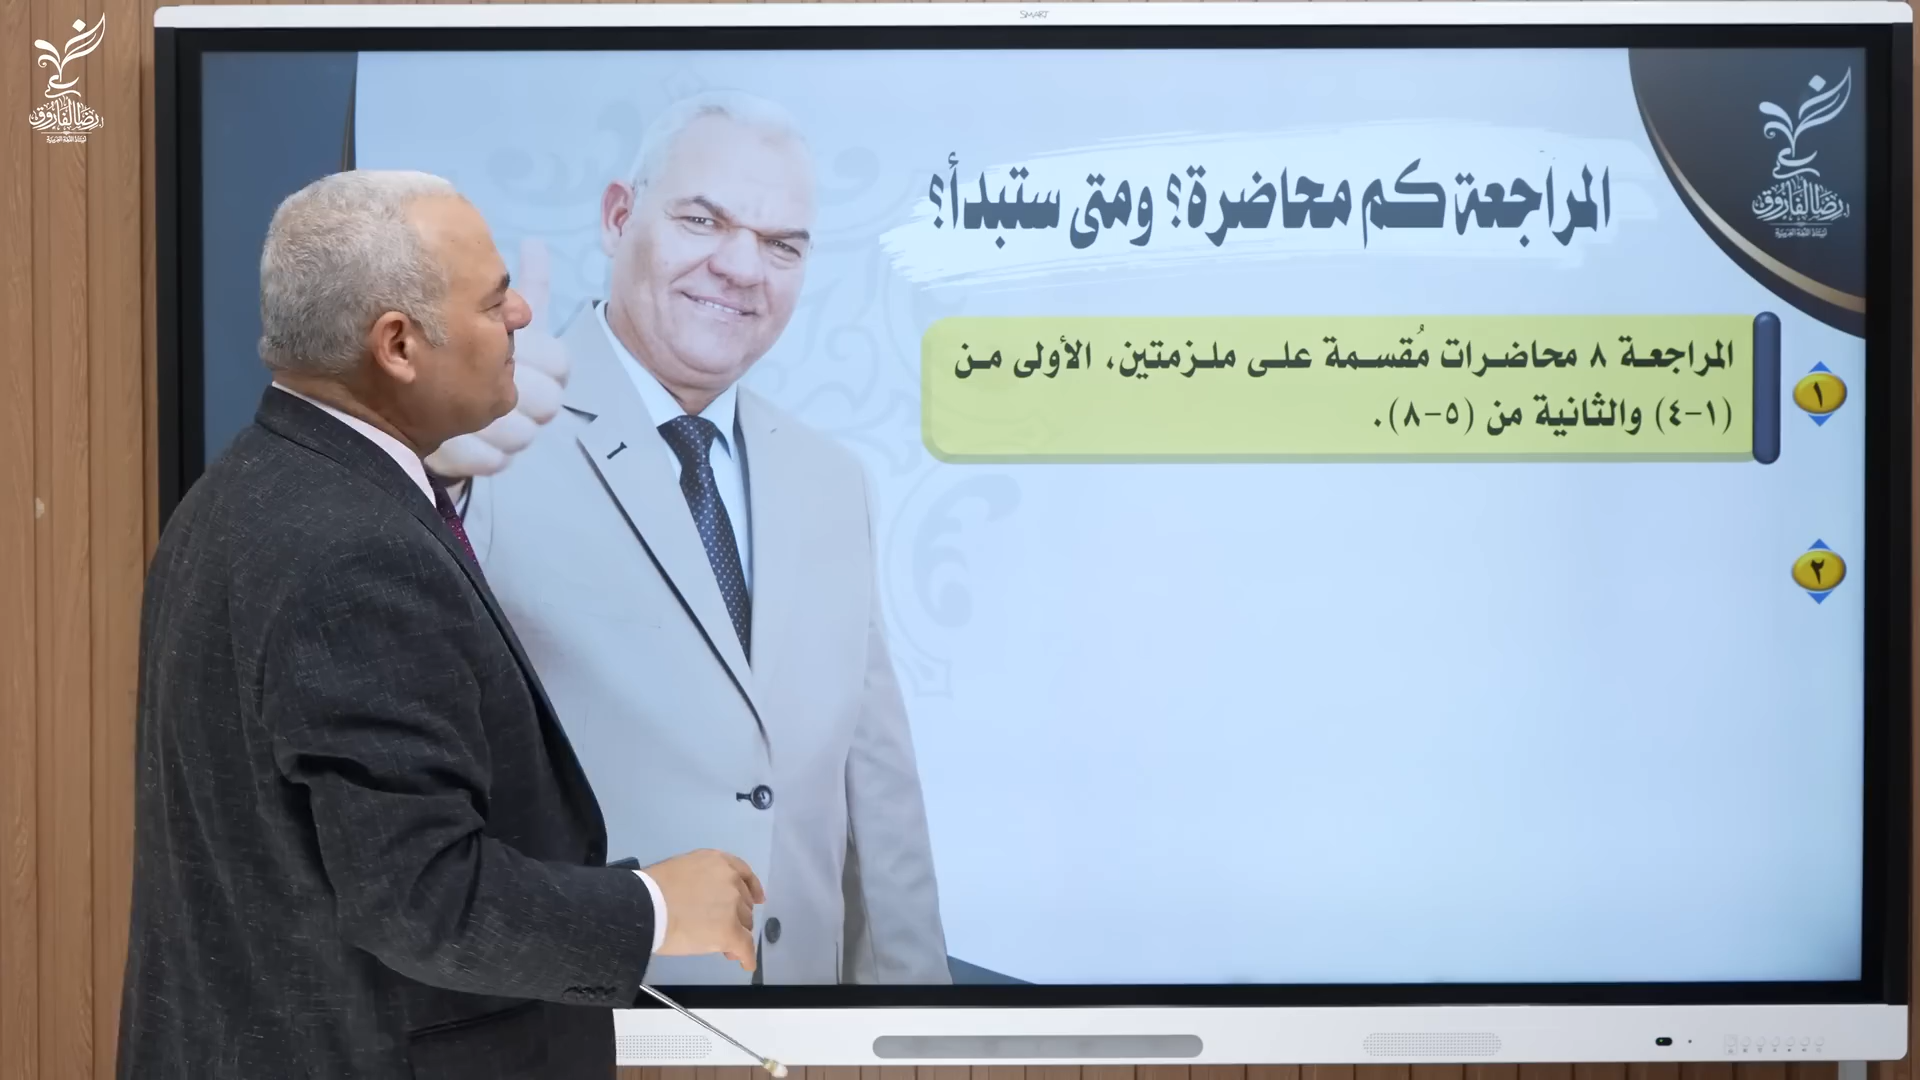 SMART
رضا الفاروق
المراجعة كم محاضرة؟ ومتى ستبدأ؟
رضا الفاروق
١
المراجعة ٨ محاضرات مُقسمة على ملزمتين، الأولى من
(١-٤) والثانية من (٥-٨).
٢